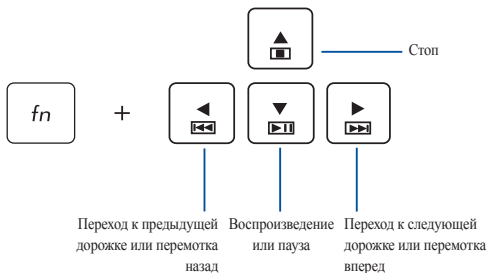 Стоп
fn +
Переход к предыдущей
дорожке или перемотка
назад
Воспроизведение
или пауза
Переход к следующей
дорожке или перемотка
вперед